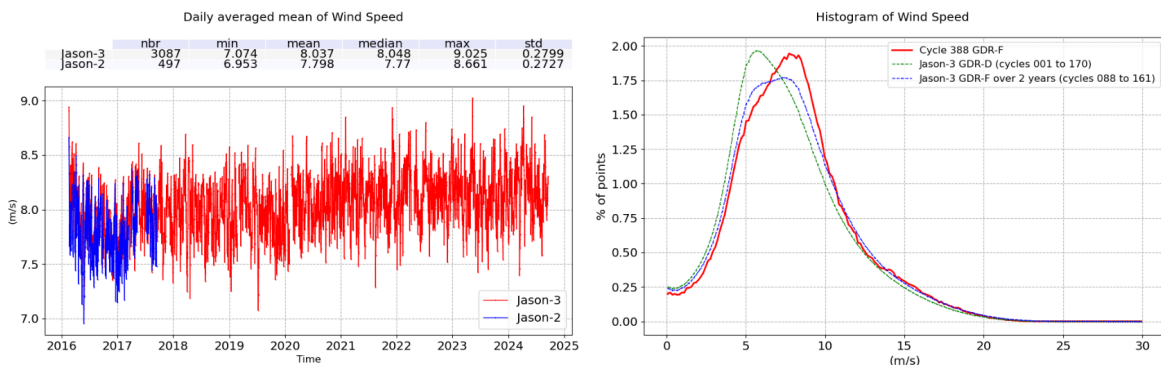 Daily averaged mean of Wind Speed
nbr min mean median max std
Jason-3 3087 7.074 8.037 8.048 9.025 0.2799
Jason-2 497 6.953 7.798 7.77 8.661 0.2727
9.0
8.5
8.0
7.5
7.0
(m/s)
Jason-3
Jason-2
2016 2017 2018 2019 2020 2021 2022 2023 2024 2025
Time
Histogram of Wind Speed
2.00
1.75
1.50
1.25
1.00
0.75
0.50
0.25
0.00
% of points
Cycle 388 GDR-F
Jason-3 GDR-D (cycles 001 to 170)
Jason-3 GDR-F over 2 years (cycles 088 to 161)
0 5 10 15 20 25 30
(m/s)